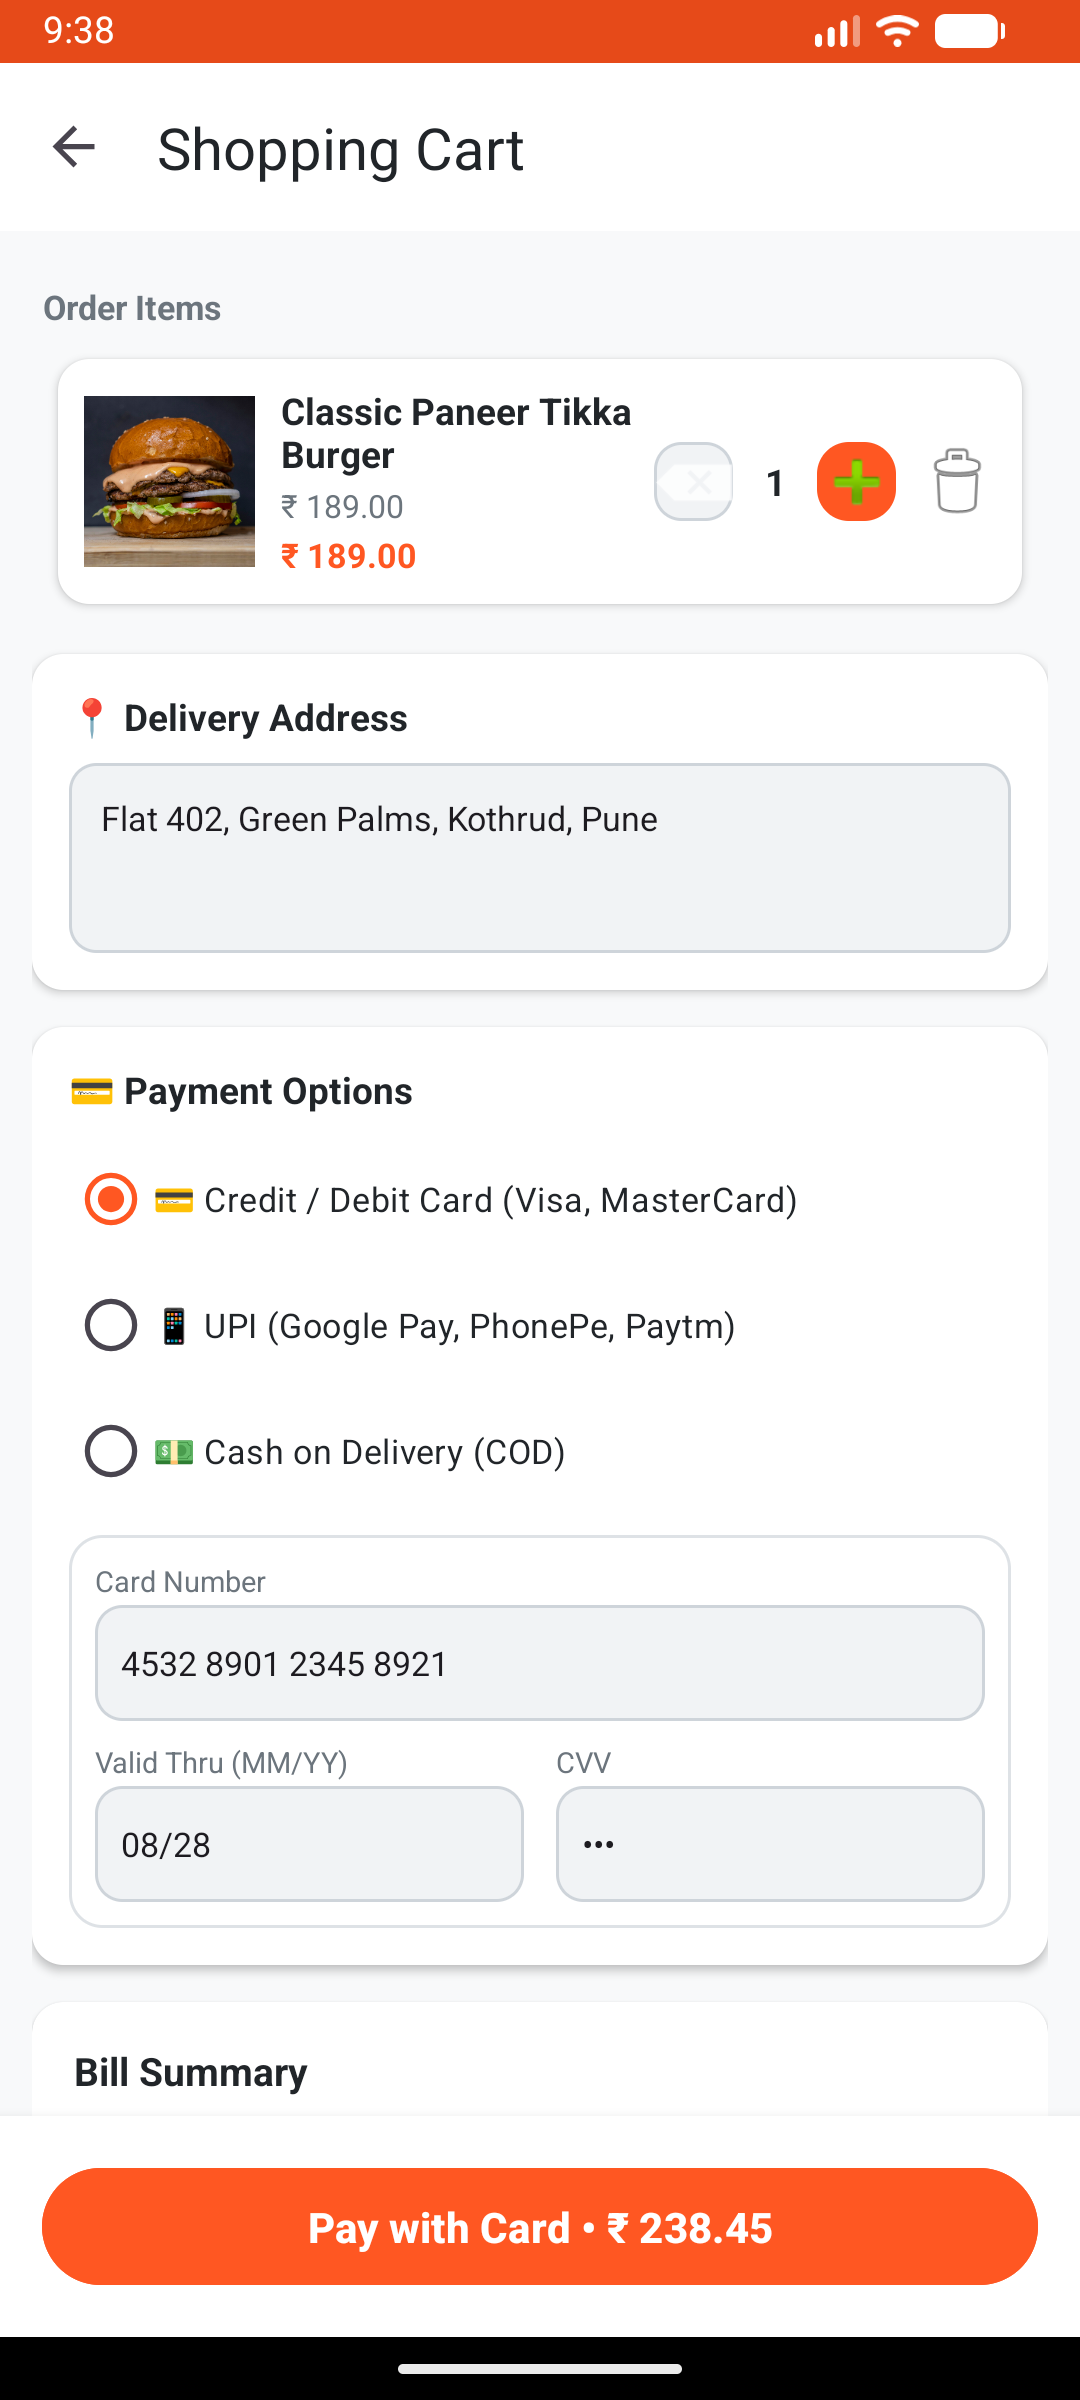 9:38
Shopping Cart
Order Items
Classic Paneer Tikka
Burger
₹ 189.00
₹ 189.00
1
Delivery Address
Flat 402, Green Palms, Kothrud, Pune
Payment Options
Credit / Debit Card (Visa, MasterCard)
UPI (Google Pay, PhonePe, Paytm)
Cash on Delivery (COD)
Card Number
4532 8901 2345 8921
Valid Thru (MM/YY)
CVV
08/28
•••
Bill Summary
Pay with Card • ₹ 238.45